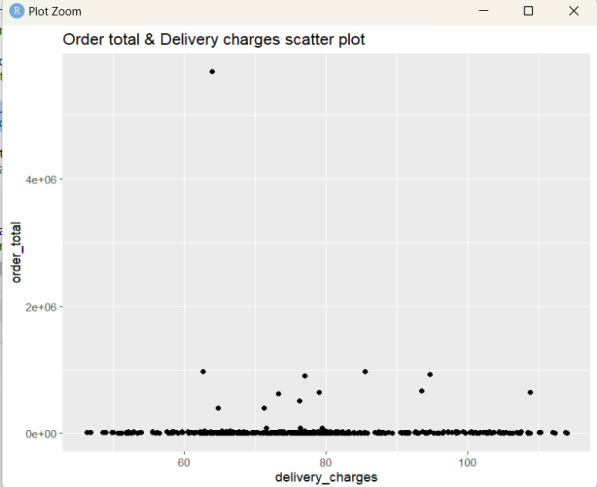 R Plot Zoom
Order total & Delivery charges scatter plot
order_total
4e+06
2e+06
0e+00
60 80 100
delivery_charges